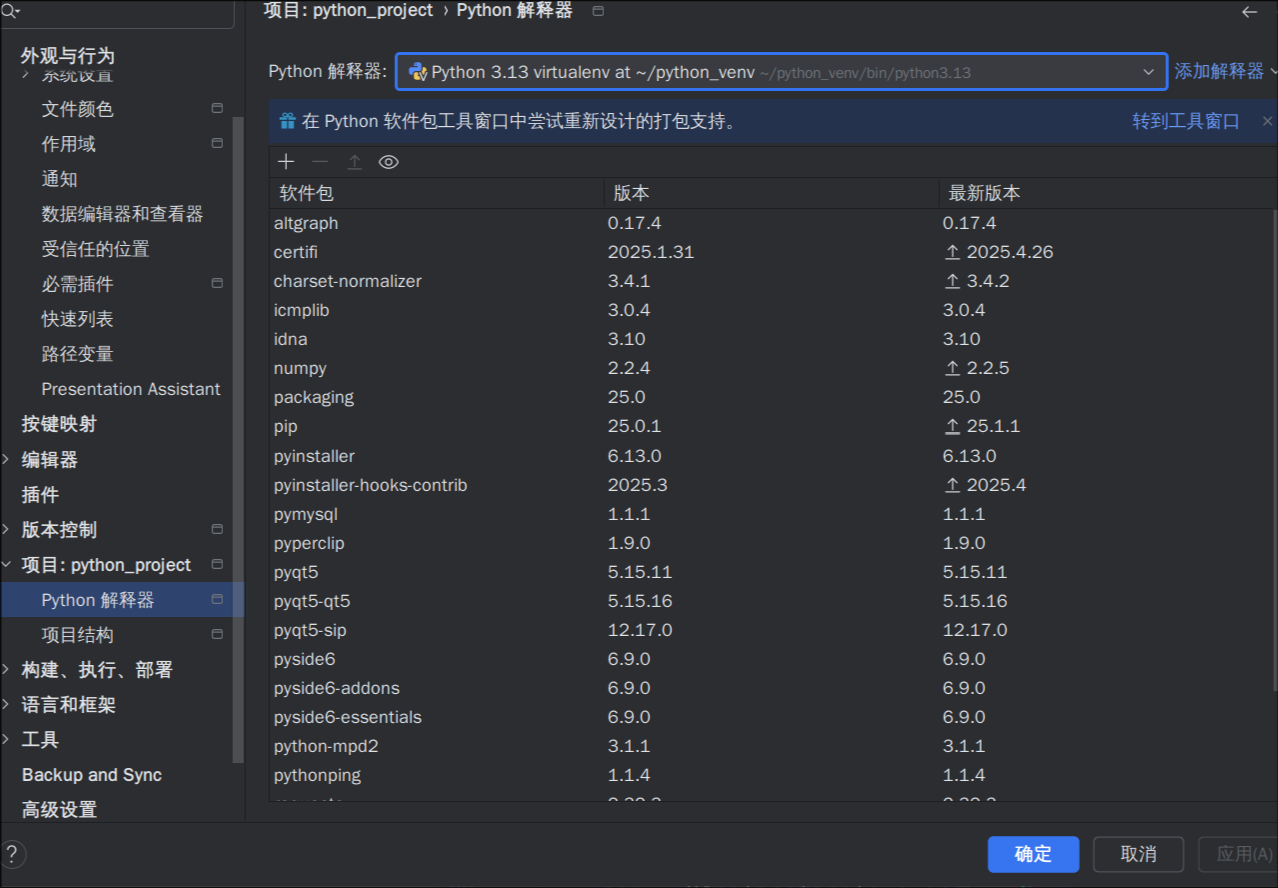 项目: python_project › Python 解释器
外观与行为
系统设置
文件颜色
作用域
通知
数据编辑器和查看器
受信任的位置
必需插件
快速列表
路径变量
Presentation Assistant
按键映射
编辑器
插件
版本控制
项目: python_project
Python 解释器
项目结构
构建、执行、部署
语言和框架
工具
Backup and Sync
高级设置
Python 解释器: Python 3.13 virtualenv at ~/python_venv ~/python_venv/bin/python3.13 添加解释器
在 Python 软件包工具窗口中尝试重新设计的打包支持。 转到工具窗口 ×
软件包 版本 最新版本
altgraph 0.17.4 0.17.4
certifi 2025.1.31 2025.4.26
charset-normalizer 3.4.1 3.4.2
icmplib 3.0.4 3.0.4
idna 3.10 3.10
numpy 2.2.4 2.2.5
packaging 25.0 25.0
pip 25.0.1 25.1.1
pyinstaller 6.13.0 6.13.0
pyinstaller-hooks-contrib 2025.3 2025.4
pymysql 1.1.1 1.1.1
pyperclip 1.9.0 1.9.0
pyqt5 5.15.11 5.15.11
pyqt5-qt5 5.15.16 5.15.16
pyqt5-sip 12.17.0 12.17.0
pyside6 6.9.0 6.9.0
pyside6-addons 6.9.0 6.9.0
pyside6-essentials 6.9.0 6.9.0
python-mpd2 3.1.1 3.1.1
pythonping 1.1.4 1.1.4
? 确定 取消 应用(A)